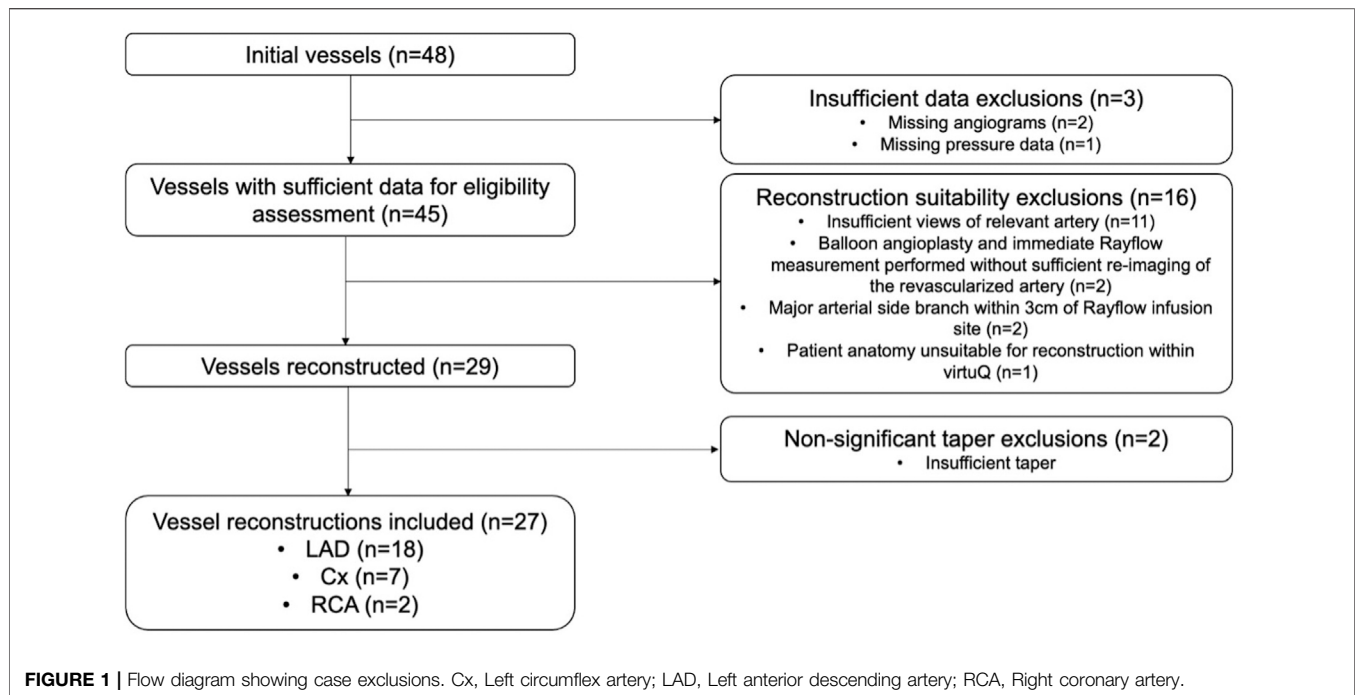 Initial vessels (n=48)
Insufficient data exclusions (n=3)
• Missing angiograms (n=2)
• Missing pressure data (n=1)
Vessels with sufficient data for eligibility
assessment (n=45)
Reconstruction suitability exclusions (n=16)
• Insufficient views of relevant artery (n=11)
• Balloon angioplasty and immediate Rayflow
measurement performed without sufficient re-imaging of
the revascularized artery (n=2)
• Major arterial side branch within 3cm of Rayflow infusion
site (n=2)
• Patient anatomy unsuitable for reconstruction within
virtuQ (n=1)
Vessels reconstructed (n=29)
Non-significant taper exclusions (n=2)
• Insufficient taper
Vessel reconstructions included (n=27)
• LAD (n=18)
• Cx (n=7)
• RCA (n=2)
FIGURE 1 | Flow diagram showing case exclusions. Cx, Left circumflex artery; LAD, Left anterior descending artery; RCA, Right coronary artery.